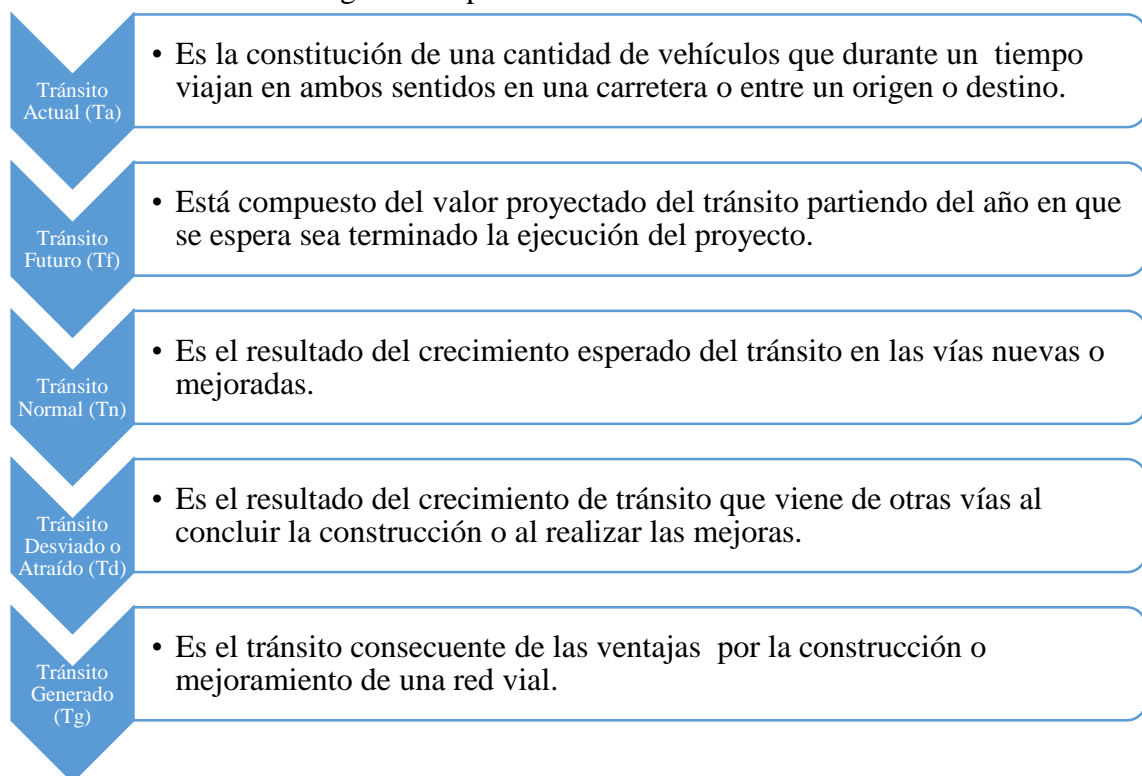 Tránsito
Actual (Ta)
• Es la constitución de una cantidad de vehículos que durante un  tiempo
viajan en ambos sentidos en una carretera o entre un origen o destino.
Tránsito
Futuro (Tf)
• Está compuesto del valor proyectado del tránsito partiendo del año en que
se espera sea terminado la ejecución del proyecto.
Tránsito
Normal (Tn)
• Es el resultado del crecimiento esperado del tránsito en las vías nuevas o
mejoradas.
Tránsito
Desviado o
Atraído (Td)
• Es el resultado del crecimiento de tránsito que viene de otras vías al
concluir la construcción o al realizar las mejoras.
Tránsito
Generado
(Tg)
• Es el tránsito consecuente de las ventajas  por la construcción o
mejoramiento de una red vial.